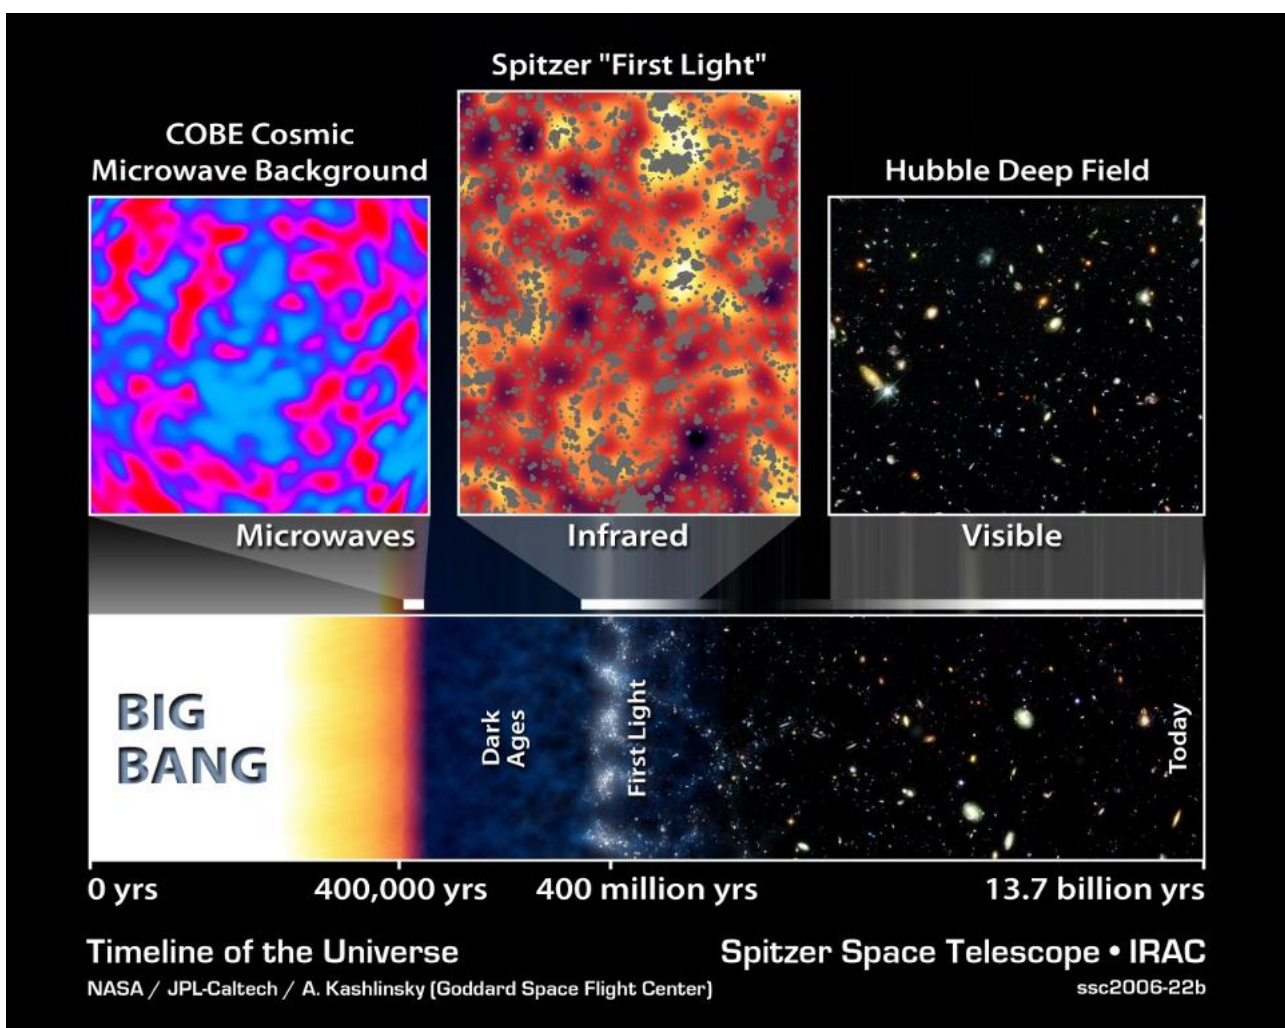 Spitzer "First Light"
COBE Cosmic
Microwave Background
Hubble Deep Field
Microwaves
Infrared
Visible
BIG
BANG
Dark
Ages
First Light
Today
0 yrs
400,000 yrs
400 million yrs
13.7 billion yrs
Timeline of the Universe
Spitzer Space Telescope • IRAC
NASA / JPL-Caltech / A. Kashlinsky (Goddard Space Flight Center)
ssc2006-22b